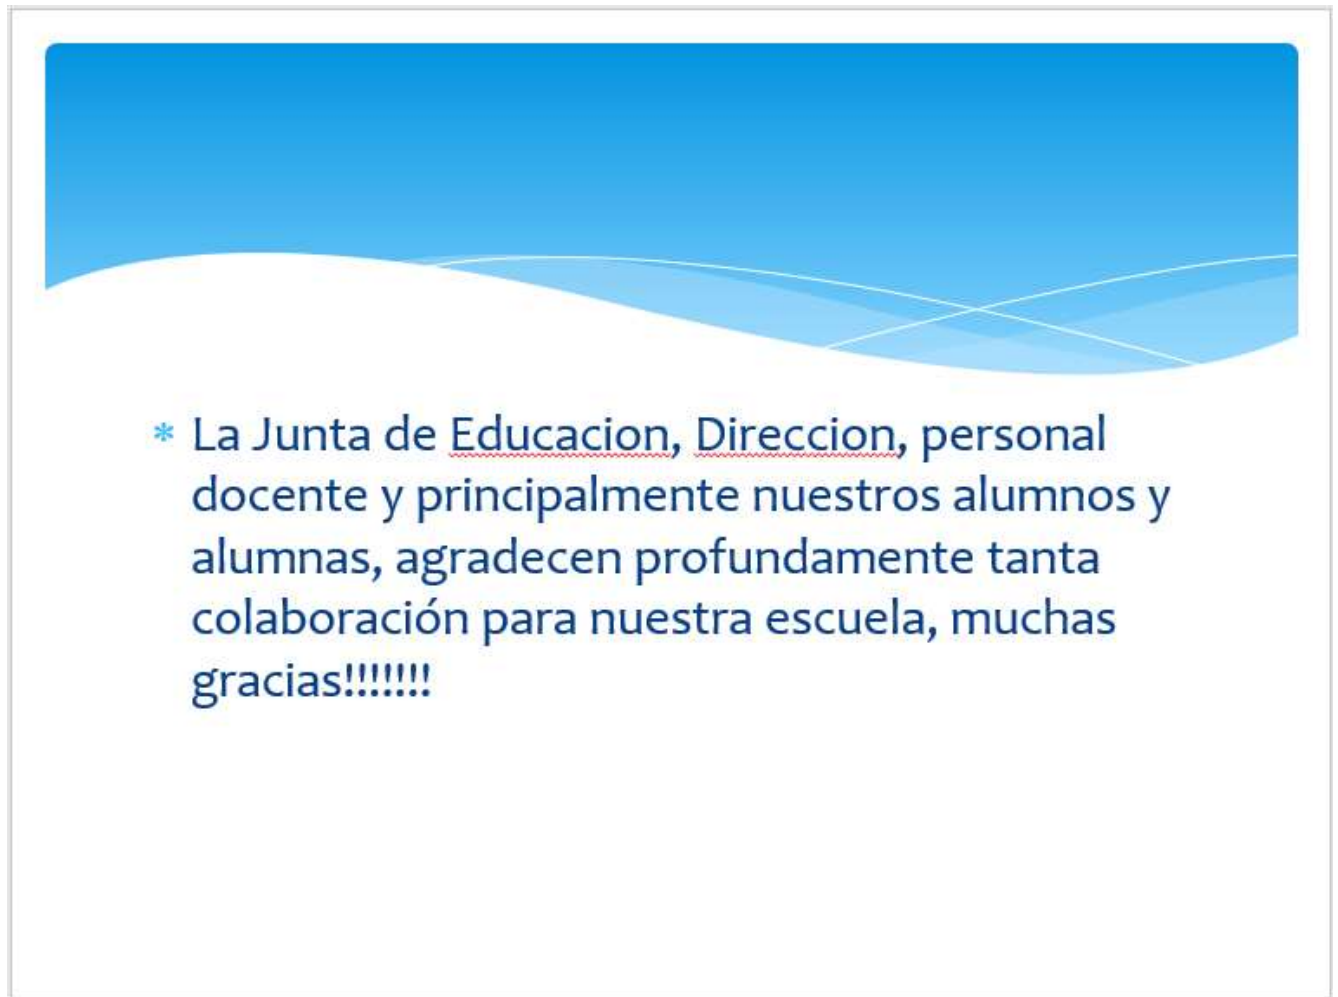 * La Junta de Educacion, Direccion, personal
docente y principalmente nuestros alumnos y
alumnas, agradecen profundamente tanta
colaboración para nuestra escuela, muchas
gracias!!!!!!!